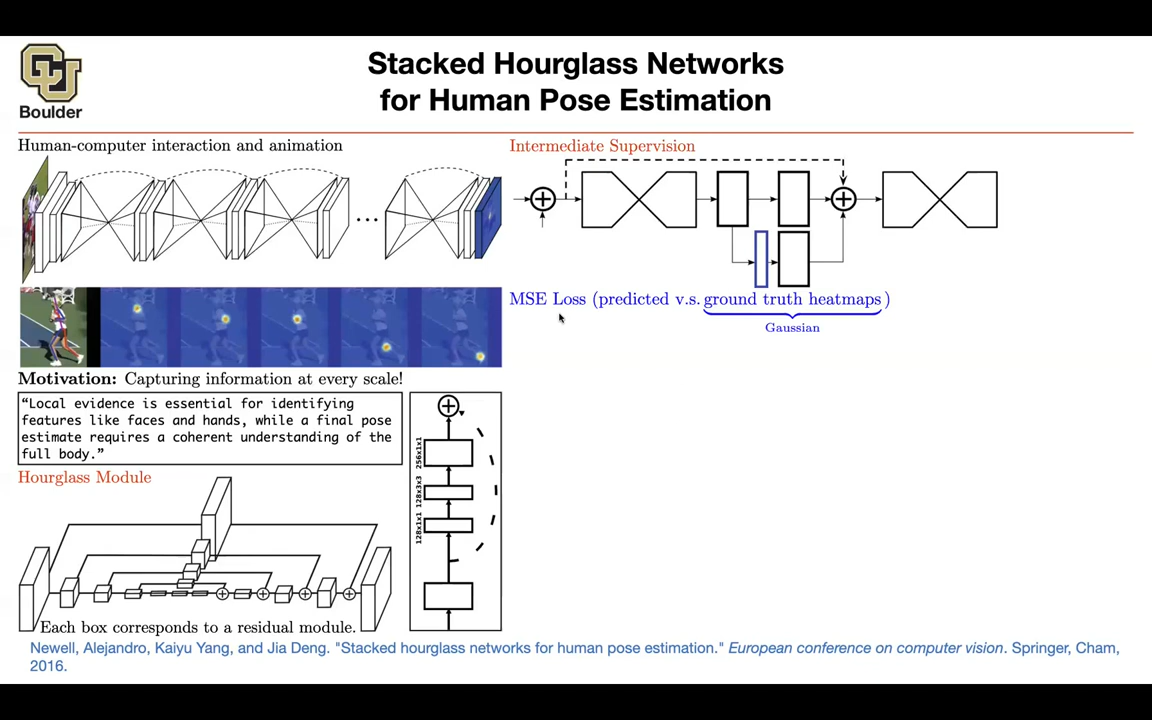 Stacked Hourglass Networks
for Human Pose Estimation
Boulder
Human-computer interaction and animation
Motivation: Capturing information at every scale!
“Local evidence is essential for identifying
features like faces and hands, while a final pose
estimate requires a coherent understanding of the
full body.”
Hourglass Module
Each box corresponds to a residual module.
256x1x1
128x3x3
128x1x1
Intermediate Supervision
MSE Loss (predicted v.s. ground truth heatmaps )
Gaussian
Newell, Alejandro, Kaiyu Yang, and Jia Deng. "Stacked hourglass networks for human pose estimation." European conference on computer vision. Springer, Cham,
2016.